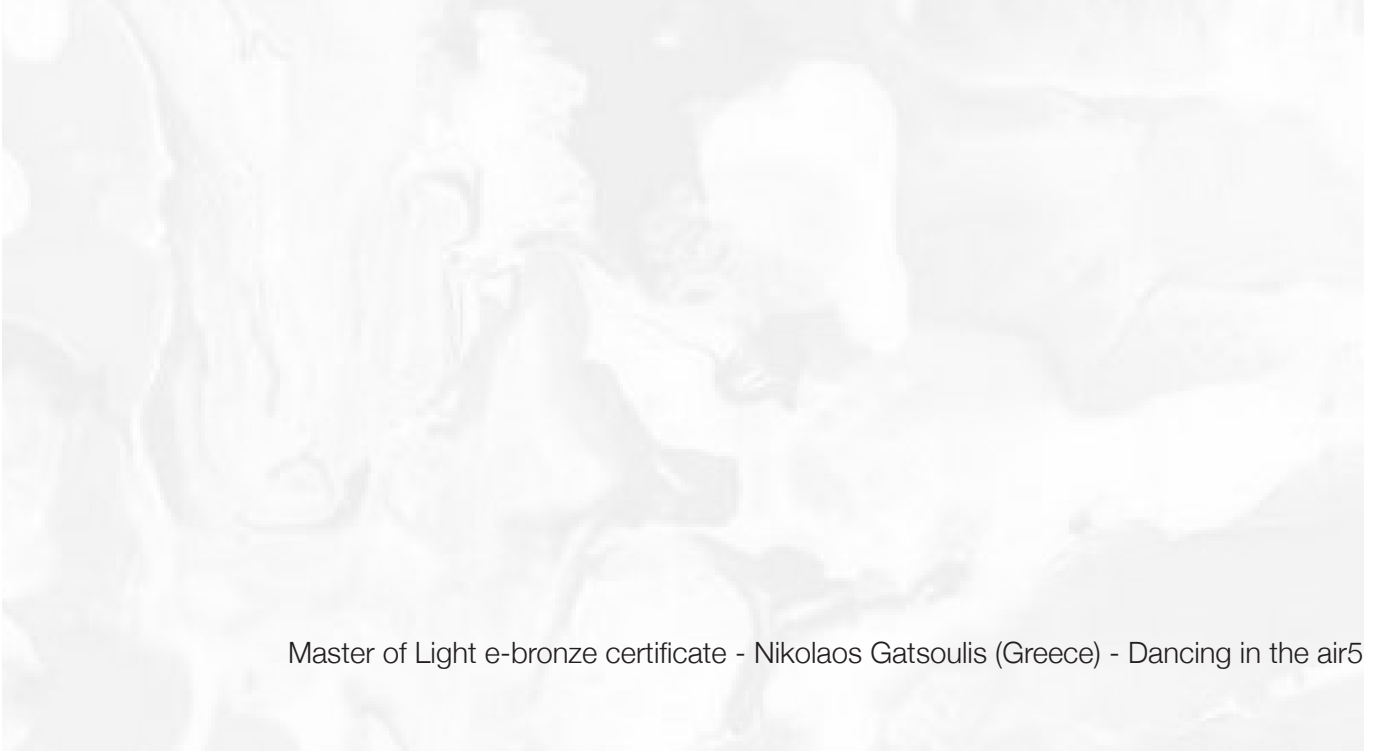 Master of Light e-bronze certificate - Nikolaos Gatsoulis (Greece) - Dancing in the air5